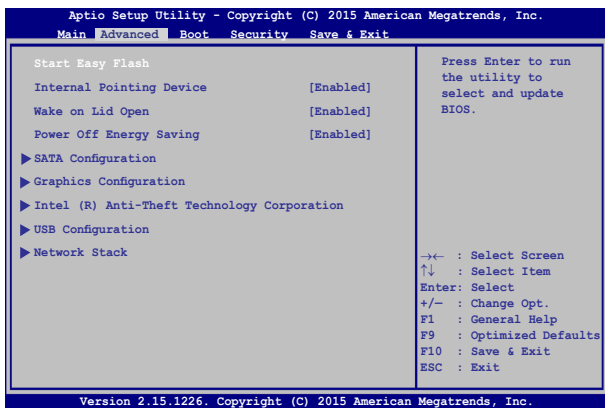 Aptio Setup Utility - Copyright (C) 2015 American Megatrends, Inc.
Main Advanced Boot Security Save & Exit
Start Easy Flash
Internal Pointing Device [Enabled]
Wake on Lid Open [Enabled]
Power Off Energy Saving [Enabled]
SATA Configuration
Graphics Configuration
Intel (R) Anti-Theft Technology Corporation
USB Configuration
Network Stack
Press Enter to run
the utility to
select and update
BIOS.
→← : Select Screen
↑↓ : Select Item
Enter: Select
+/— : Change Opt.
F1 : General Help
F9 : Optimized Defaults
F10 : Save & Exit
ESC : Exit
Version 2.15.1226. Copyright (C) 2015 American Megatrends, Inc.